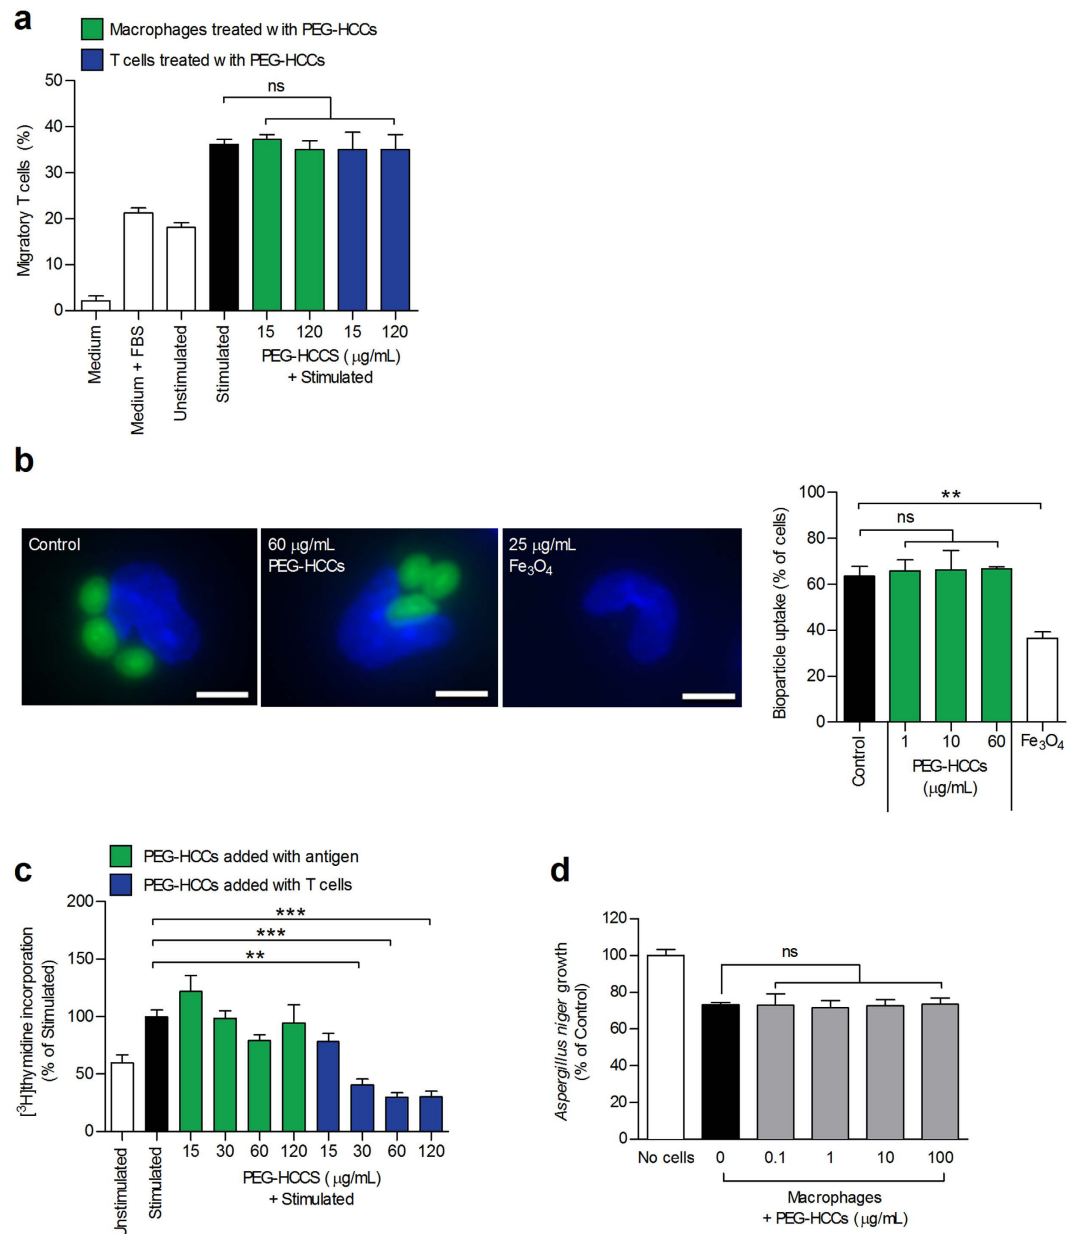 a
Macrophages treated with PEG-HCCs
T cells treated with PEG-HCCs
Migratory T cells (%)
50
40
30
20
10
0
ns
Medium
Medium + FBS
Unstimulated
Stimulated
15 120 15 120
PEG-HCCS (μg/mL)
+ Stimulated
b
Control
60 μg/mL
PEG-HCCs
25 μg/mL
Fe₃O₄
Bioparticle uptake (% of cells)
100
80
60
40
20
0
**
ns
Control
1 10 60 Fe₃O₄
PEG-HCCs
(μg/mL)
c
PEG-HCCs added with antigen
PEG-HCCs added with T cells
[³H]thymidine incorporation
(% of Stimulated)
200
150
100
50
0
***
***
**
Unstimulated
Stimulated
15 30 60 120 15 30 60 120
PEG-HCCS (μg/mL)
+ Stimulated
d
Aspergillus niger growth
(% of Control)
120
100
80
60
40
20
0
ns
No cells 0 0.1 1 10 100
Macrophages
+ PEG-HCCs (μg/mL)